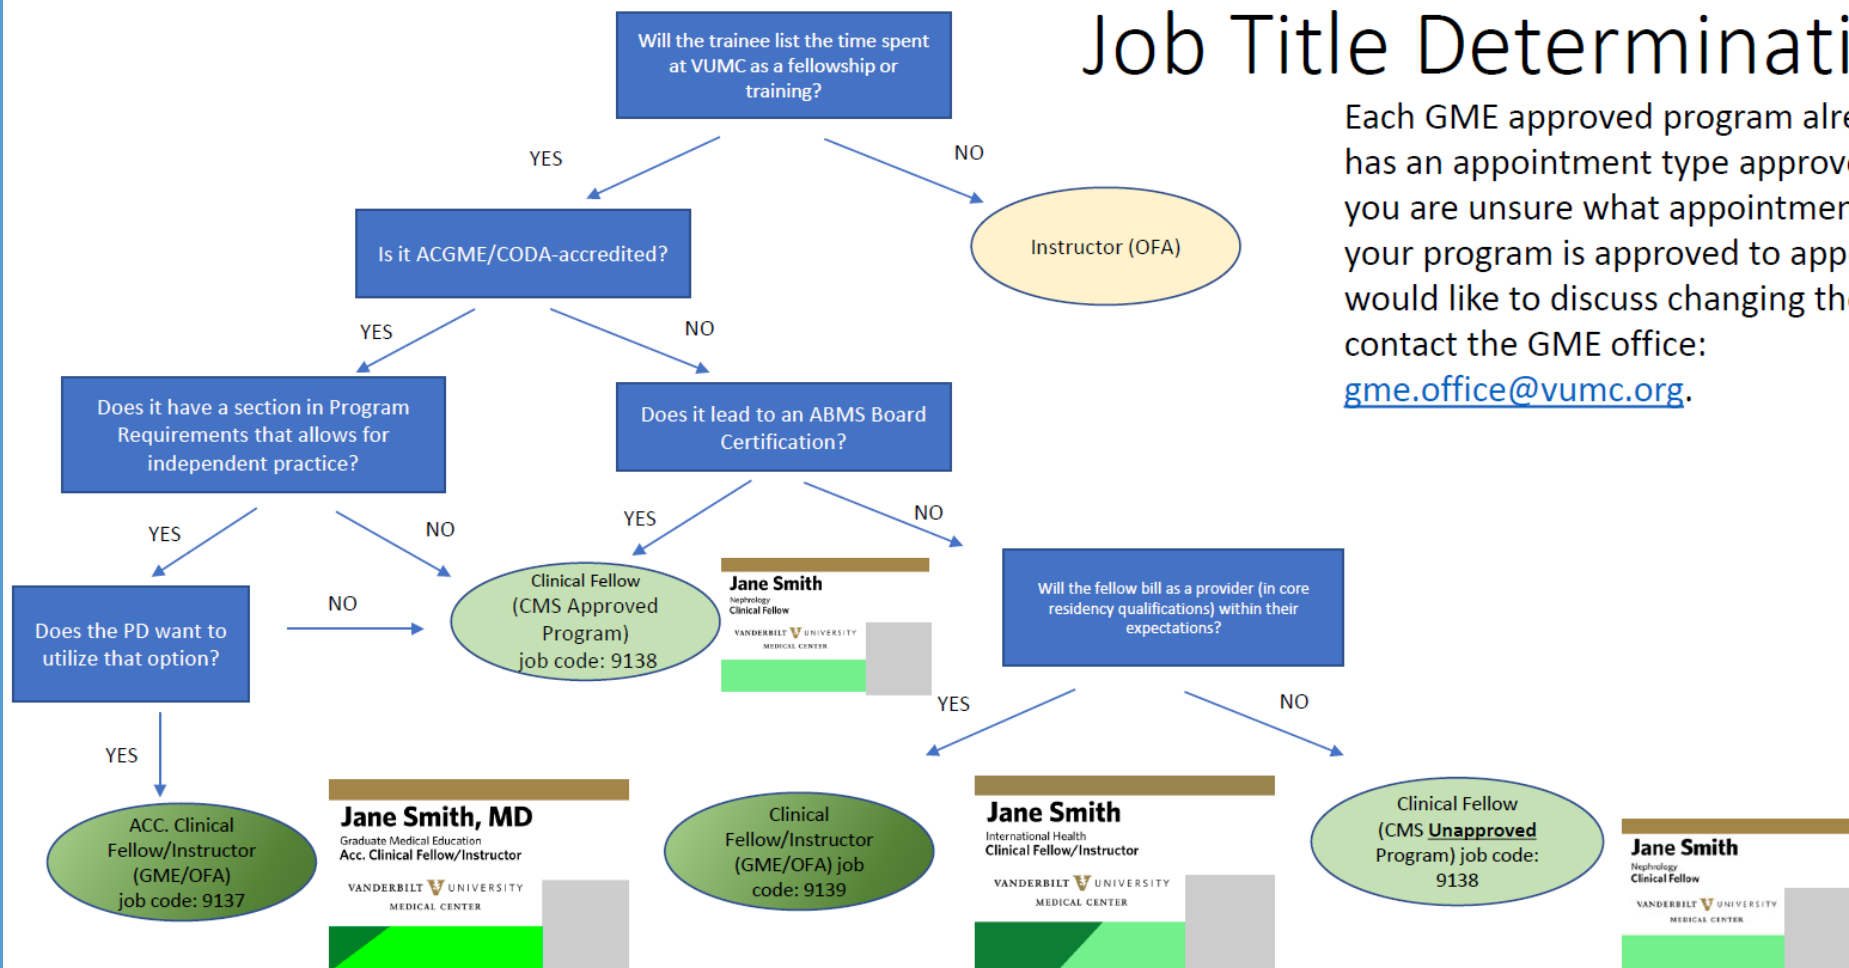 Job Title
Will the trainee list the time spent
at VUMC as a fellowship or
training?
Each GME approved program
has an appointment type
you are unsure what
your program is approved to
would like to discuss changing
contact the GME office:
gme.office@vumc.org.
YES
NO
Is it ACGME/CODA-accredited?
Instructor (OFA)
YES
NO
Does it have a section in Program
Requirements that allows for
independent practice?
Does it lead to an ABMS Board
Certification?
YES
NO
YES
NO
Does the PD want to
utilize that option?
NO
Clinical Fellow
(CMS Approved
Program)
job code: 9138
Jane Smith
Nephrology
Clinical Fellow
VANDERBILT V UNIVERSITY
MEDICAL CENTER
Will the fellow bill as a provider (in core
residency qualifications) within their
expectations?
YES
YES
NO
ACC. Clinical
Fellow/Instructor
(GME/OFA)
job code: 9137
Jane Smith, MD
Graduate Medical Education
Acc. Clinical Fellow/Instructor
VANDERBILT V UNIVERSITY
MEDICAL CENTER
Clinical
Fellow/Instructor
(GME/OFA) job
code: 9139
Jane Smith
International Health
Clinical Fellow/Instructor
VANDERBILT V UNIVERSITY
MEDICAL CENTER
Clinical Fellow
(CMS Unapproved
Program) job code:
9138
Jane Smith
Nephrology
Clinical Fellow
VANDERBILT V UNIVERSITY
MEDICAL CENTER